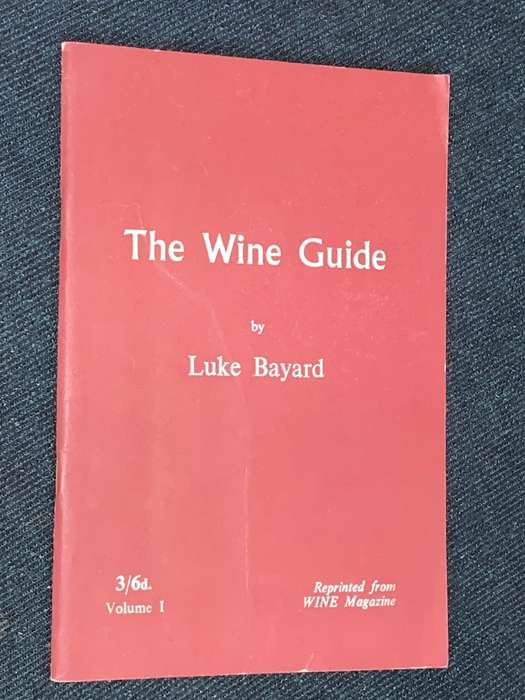 The Wine Guide
by
Luke Bayard
3/6d.
Volume I
Reprinted from
WINE Magazine